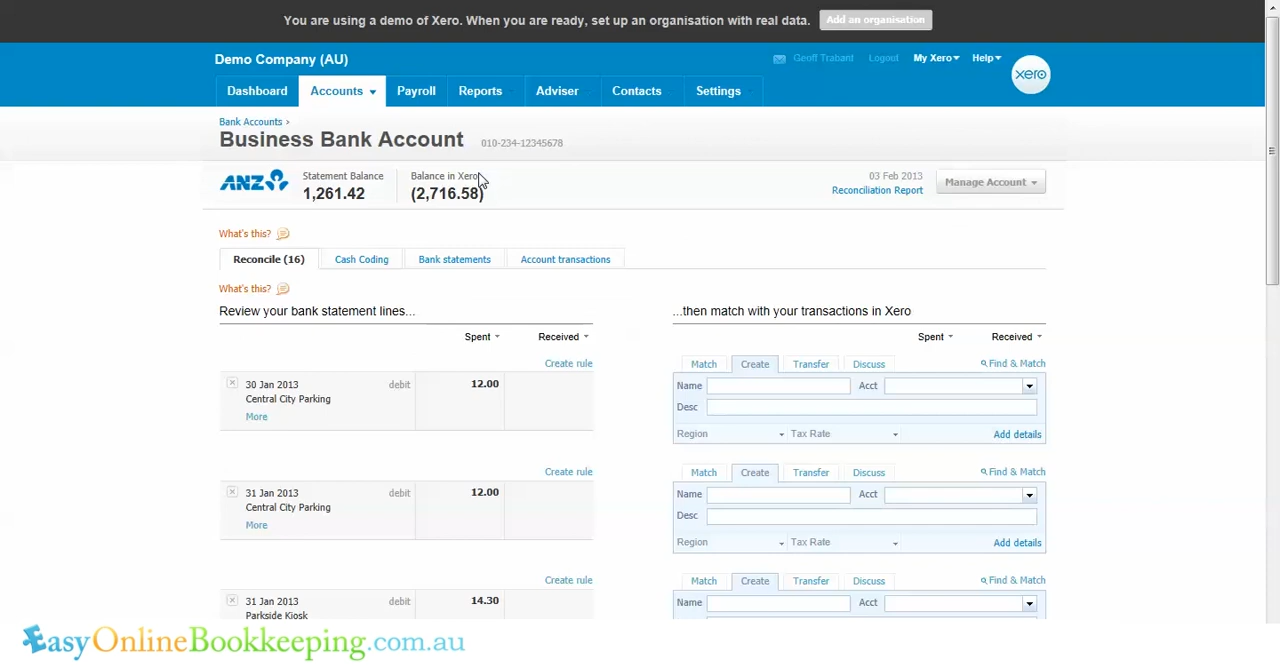 You are using a demo of Xero. When you are ready, set up an organisation with real data. Add an organisation
Demo Company (AU)
Geoff Trabant Logout My Xero Help
xero
Dashboard Accounts Payroll Reports Adviser Contacts Settings
Bank Accounts ›
Business Bank Account 010-234-12345678
ANZ Statement Balance Balance in Xero 03 Feb 2013 Manage Account
1,261.42 (2,716.58) Reconciliation Report
What's this?
Reconcile (16) Cash Coding Bank statements Account transactions
What's this?
Review your bank statement lines... ...then match with your transactions in Xero
Spent Received Spent Received
Create rule Match Create Transfer Discuss Find & Match
30 Jan 2013 debit 12.00 Name Acct
Central City Parking
More Desc
Region Tax Rate Add details
Create rule Match Create Transfer Discuss Find & Match
31 Jan 2013 debit 12.00 Name Acct
Central City Parking
More Desc
Region Tax Rate Add details
Create rule Match Create Transfer Discuss Find & Match
31 Jan 2013 debit 14.30 Name Acct
Parkside Kiosk
EasyOnlineBookkeeping.com.au